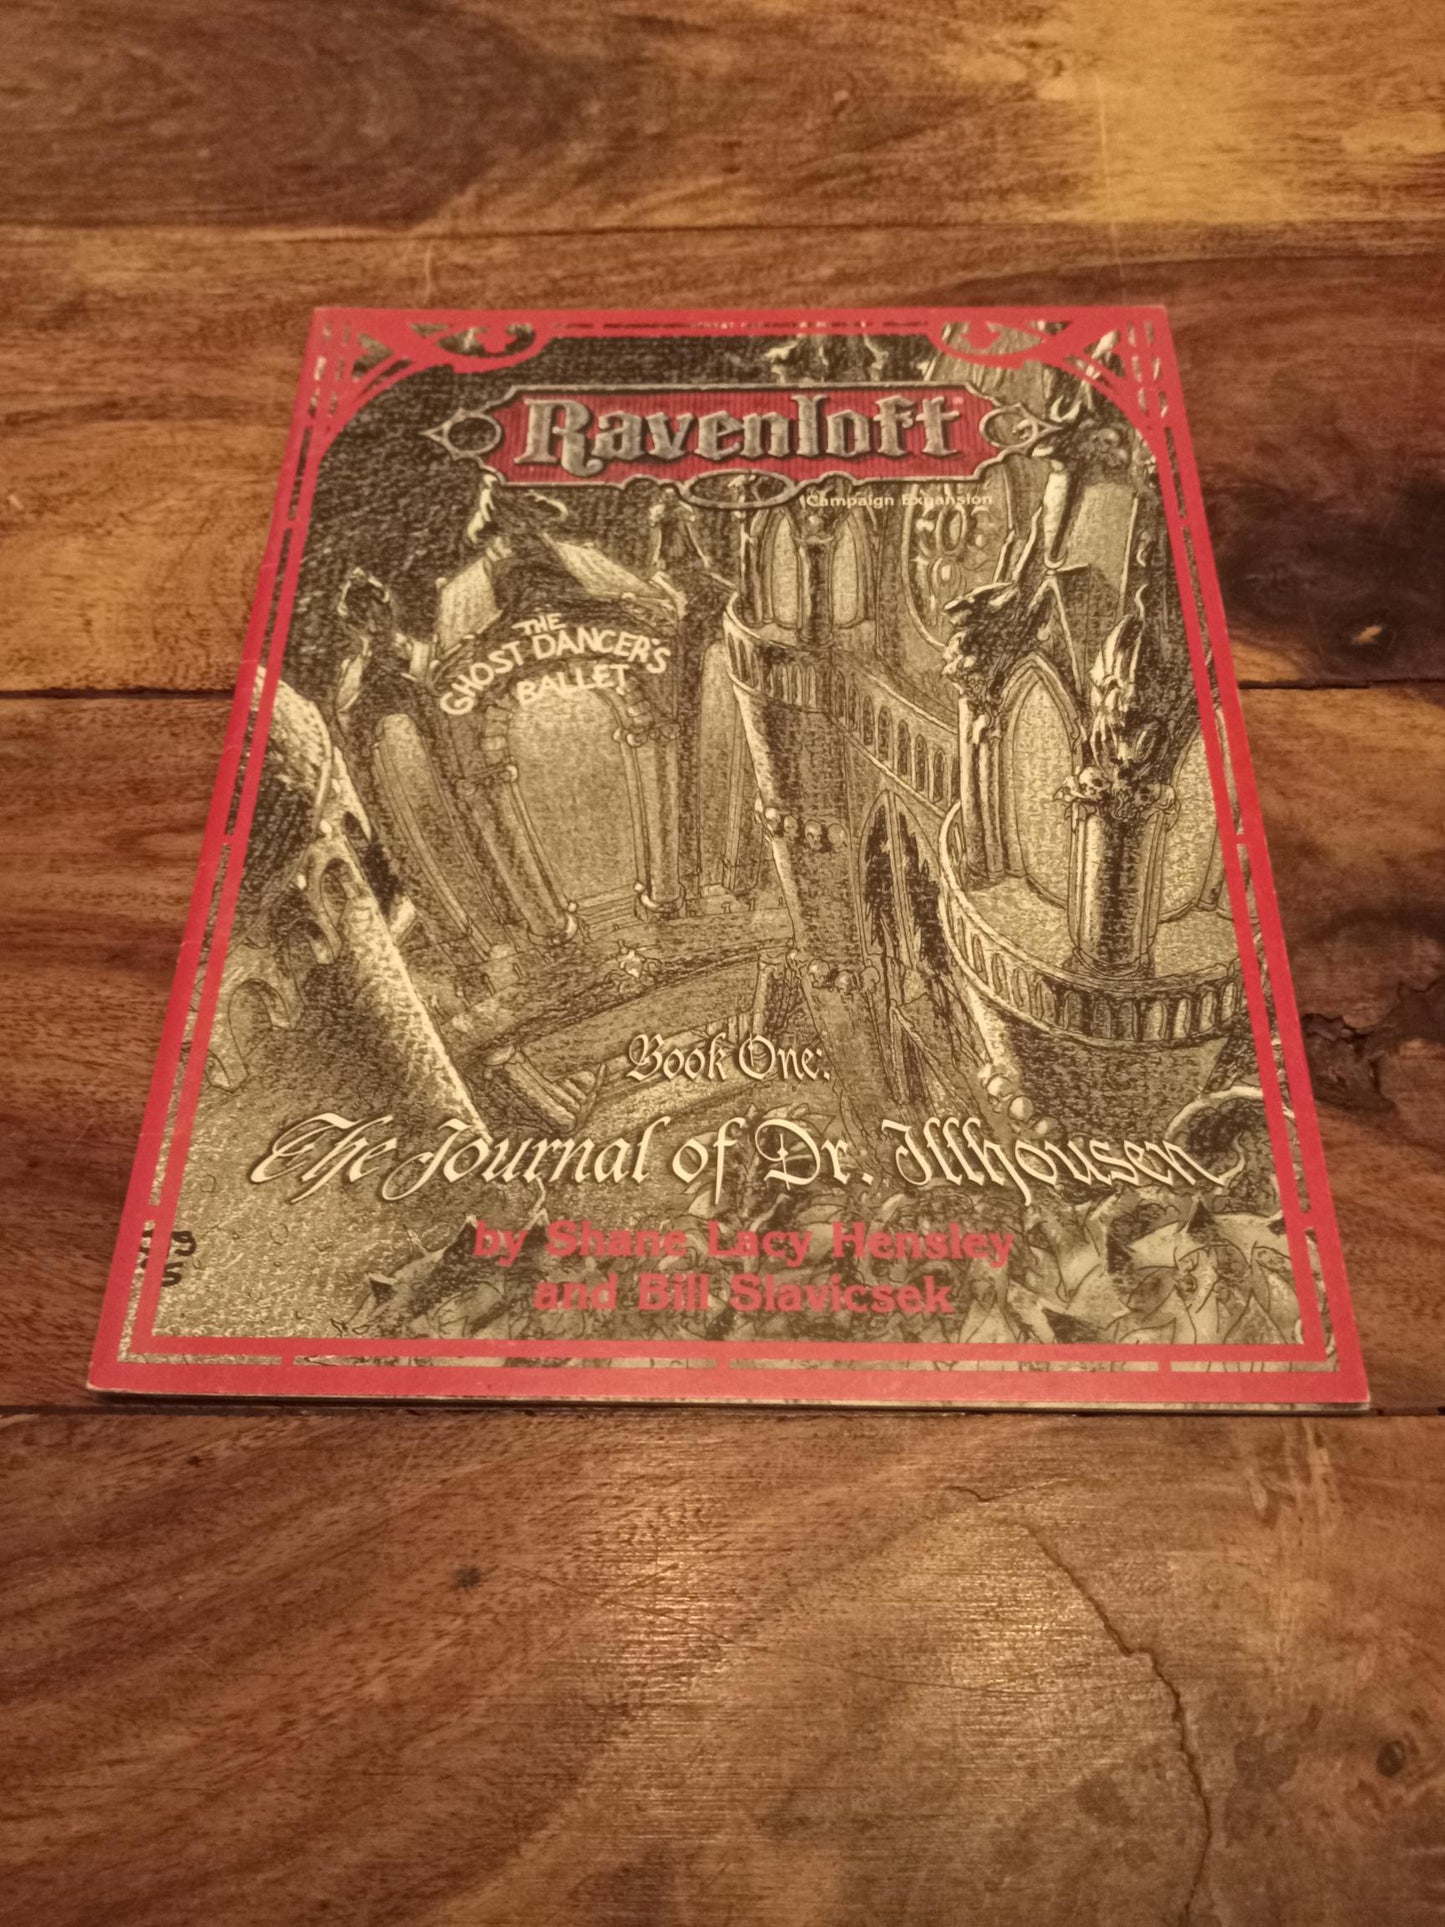 Ravenloft
Campaign Expansion
THE
GHOST DANCER'S
BALLET
Book One:
The Journal of Dr. Illhousen
by Shane Lacy Hensley
and Bill Slavicsek